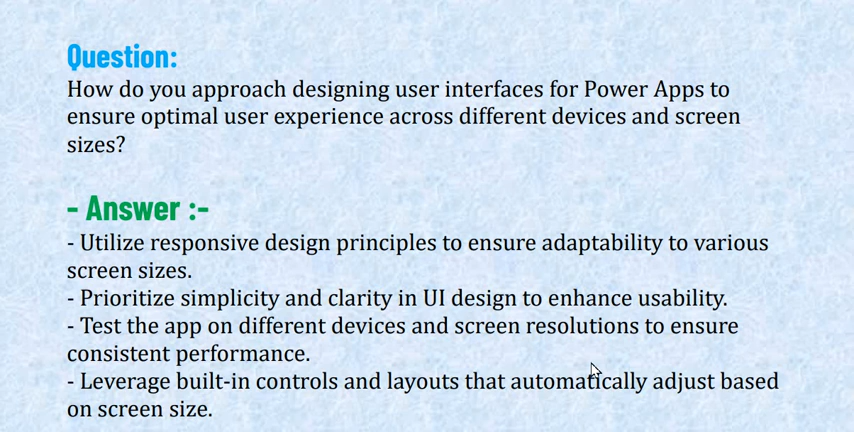 Question:
How do you approach designing user interfaces for Power Apps to
ensure optimal user experience across different devices and screen
sizes?
- Answer :-
- Utilize responsive design principles to ensure adaptability to various
screen sizes.
- Prioritize simplicity and clarity in UI design to enhance usability.
- Test the app on different devices and screen resolutions to ensure
consistent performance.
- Leverage built-in controls and layouts that automatically adjust based
on screen size.